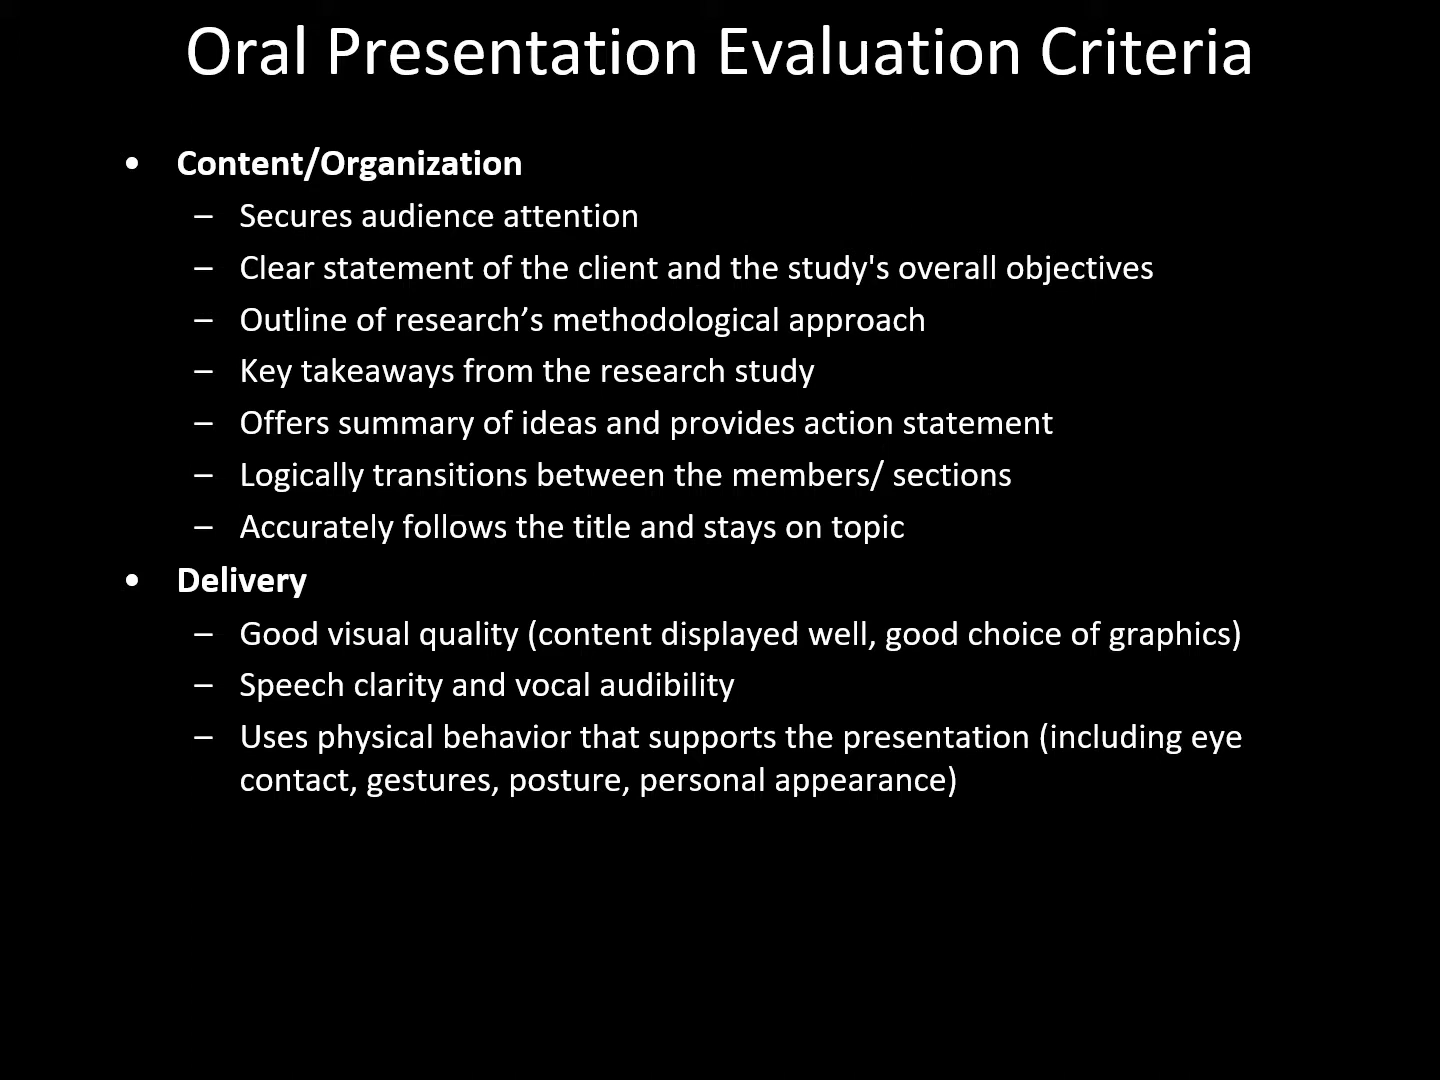 Oral Presentation Evaluation Criteria
• Content/Organization
– Secures audience attention
– Clear statement of the client and the study's overall objectives
– Outline of research’s methodological approach
– Key takeaways from the research study
– Offers summary of ideas and provides action statement
– Logically transitions between the members/ sections
– Accurately follows the title and stays on topic
• Delivery
– Good visual quality (content displayed well, good choice of graphics)
– Speech clarity and vocal audibility
– Uses physical behavior that supports the presentation (including eye
contact, gestures, posture, personal appearance)